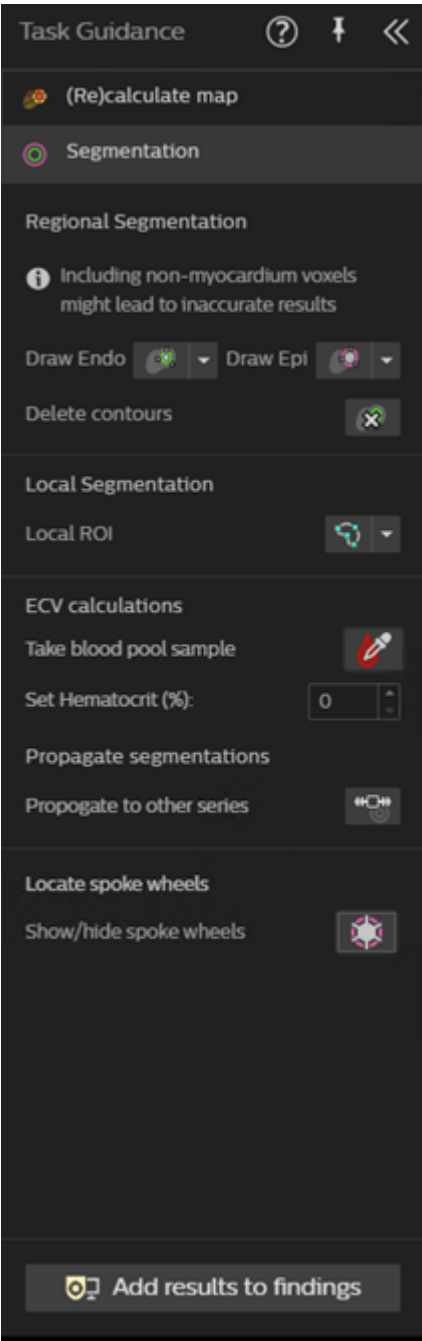 Task Guidance
(Re)calculate map
Segmentation
Regional Segmentation
Including non-myocardium voxels
might lead to inaccurate results
Draw Endo Draw Epi
Delete contours
Local Segmentation
Local ROI
ECV calculations
Take blood pool sample
Set Hematocrit (%): 0
Propagate segmentations
Propogate to other series
Locate spoke wheels
Show/hide spoke wheels
Add results to findings